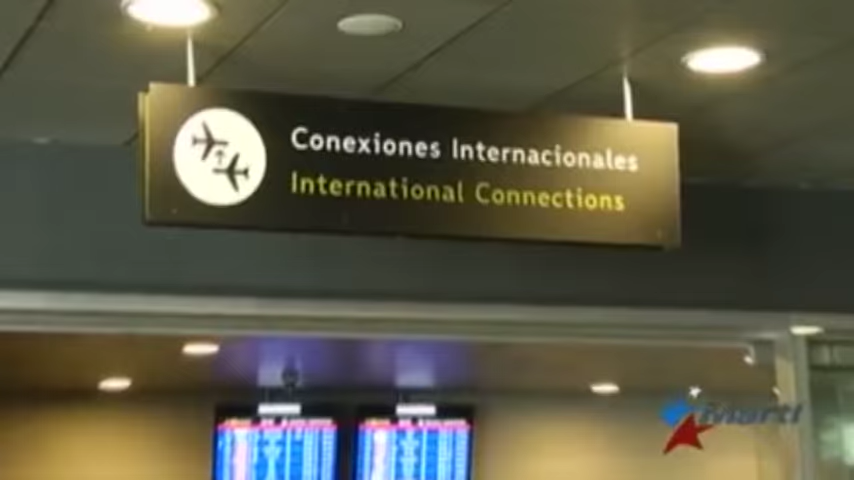 Conexiones Internacionales
International Connections
Martí